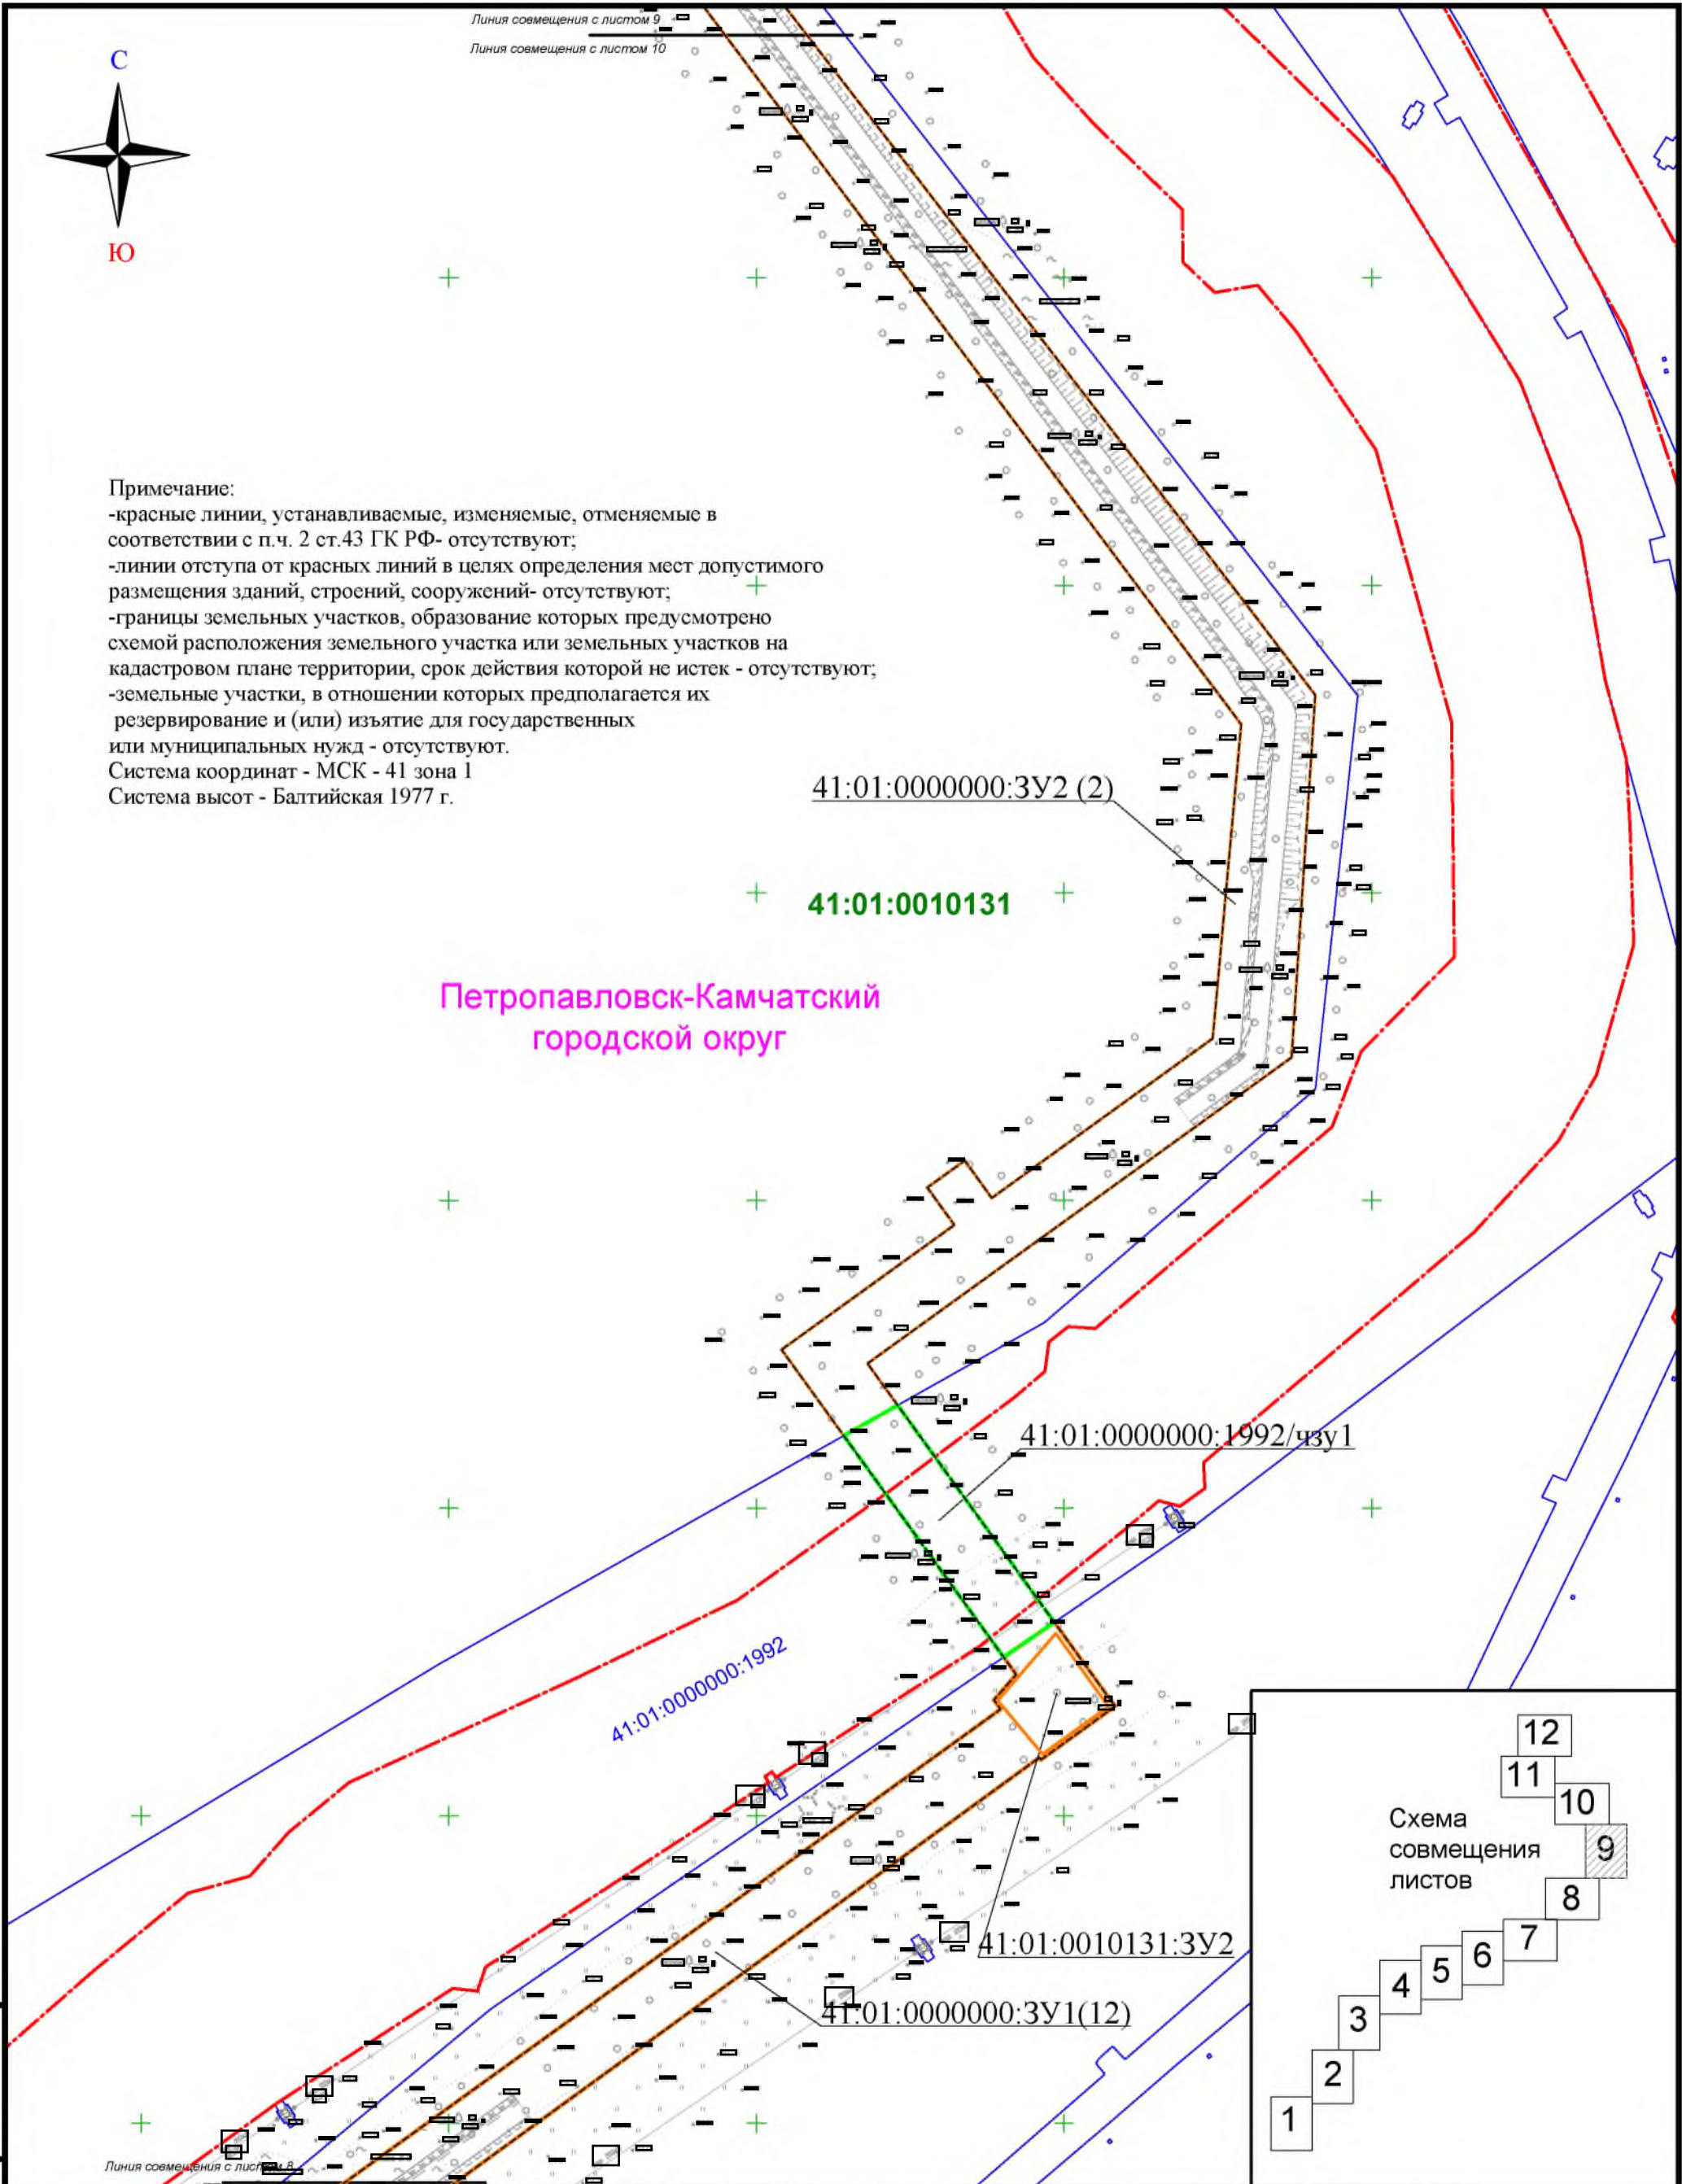 Линия совмещения с листом 9
Линия совмещения с листом 10
С
Ю
Примечание:
-красные линии, устанавливаемые, изменяемые, отменяемые в
соответствии с п.ч. 2 ст.43 ГК РФ- отсутствуют;
-линии отступа от красных линий в целях определения мест допустимого
размещения зданий, строений, сооружений- отсутствуют;
-границы земельных участков, образование которых предусмотрено
схемой расположения земельного участка или земельных участков на
кадастровом плане территории, срок действия которой не истек - отсутствуют;
-земельные участки, в отношении которых предполагается их
резервирование и (или) изъятие для государственных
или муниципальных нужд - отсутствуют.
Система координат - МСК - 41 зона 1
Система высот - Балтийская 1977 г.
41:01:0000000:ЗУ2 (2)
41:01:0010131
Петропавловск-Камчатский
городской округ
41:01:0000000:1992/чзу1
41:01:0000000:1992
41:01:0010131:ЗУ2
41:01:0000000:ЗУ1(12)
Схема
совмещения
листов
12
11
10
9
8
7
6
5
4
3
2
1
Линия совмещения с листом 8